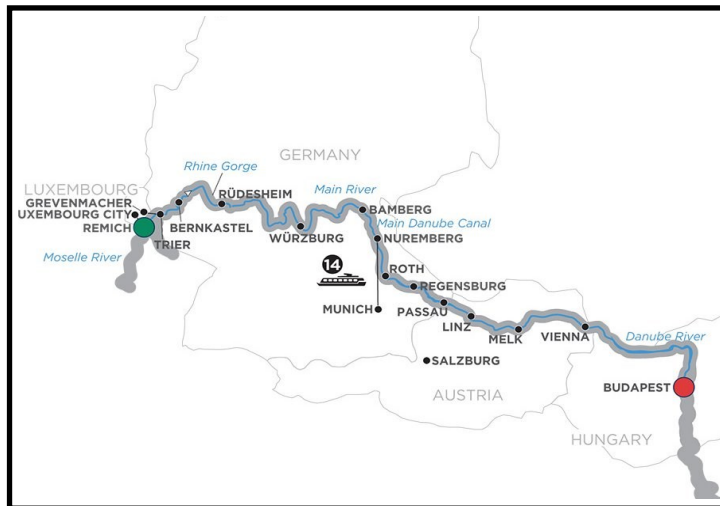 GERMANY
Rhine Gorge
LUXEMBOURG
RÜDESHEIM
Main River
GREVENMACHER
UXEMBOURG CITY
REMICH
BERNKASTEL
TRIER
BAMBERG
Main Danube Canal
WÜRZBURG
NUREMBERG
Moselle River
14
ROTH
REGENSBURG
MUNICH
PASSAU
LINZ
MELK
VIENNA
Danube River
SALZBURG
BUDAPEST
AUSTRIA
HUNGARY